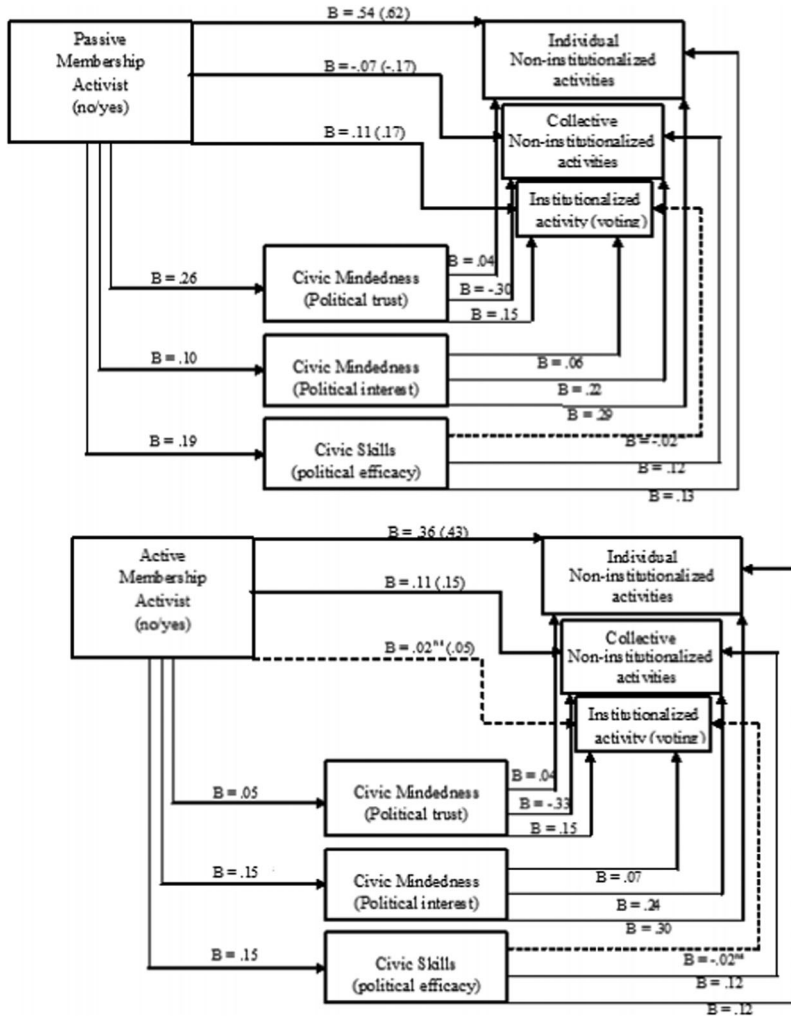 B = .54 (.62)
Passive
Membership
Activist
(no/yes)
Individual
Non-institutionalized
activities
B = -.07 (-.17)
Collective
Non-institutionalized
activities
B = .11 (.17)
Institutionalized
activity (voting)
B = .26
Civic Mindedness
(Political trust)
B = .04
B = -.30
B = .15
B = .10
Civic Mindedness
(Political interest)
B = .06
B = .22
B = .29
B = .19
Civic Skills
(political efficacy)
B = -.02
B = .12
B = .13
B = .36 (.43)
Active
Membership
Activist
(no/yes)
Individual
Non-institutionalized
activities
B = .11 (.15)
Collective
Non-institutionalized
activities
B = .02ⁿˢ (.05)
Institutionalized
activity (voting)
B = .05
Civic Mindedness
(Political trust)
B = .04
B = -.33
B = .15
B = .15
Civic Mindedness
(Political interest)
B = .07
B = .24
B = .30
B = .15
Civic Skills
(political efficacy)
B = -.02ⁿˢ
B = .12
B = .12